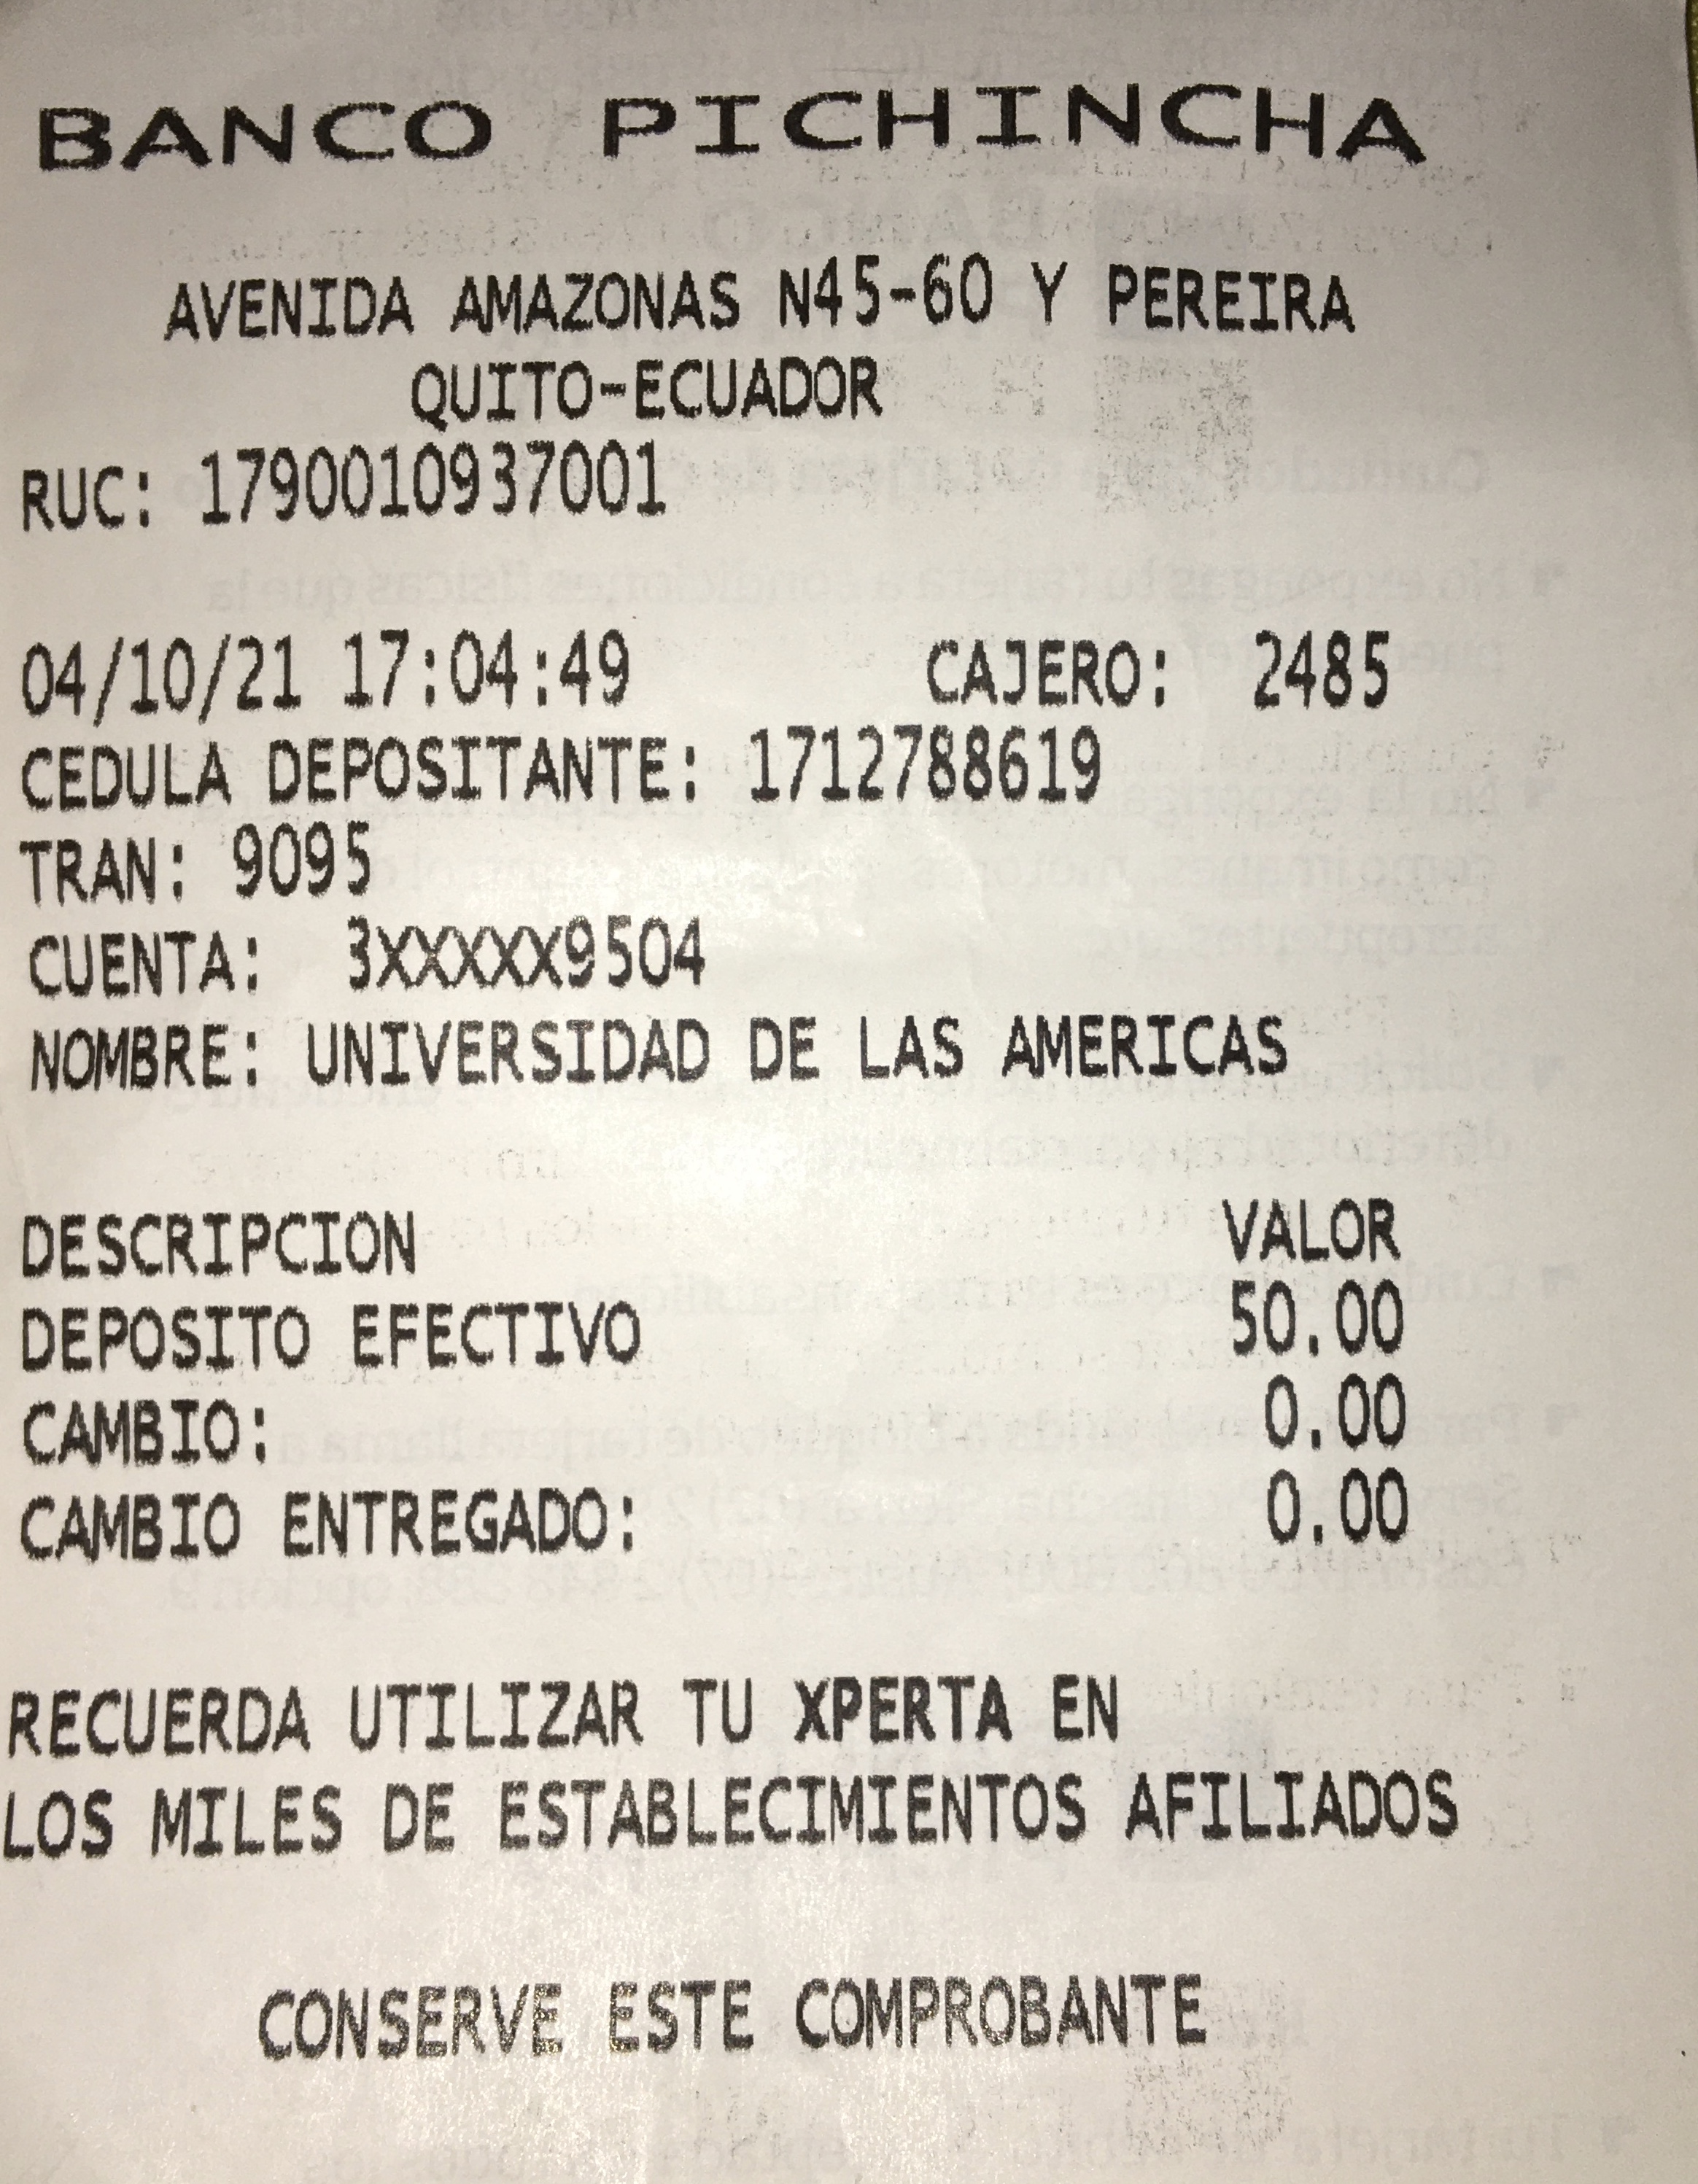 BANCO PICHINCHA
AVENIDA AMAZONAS N45-60 Y PEREIRA
QUITO-ECUADOR
RUC: 1790010937001
04/10/21 17:04:49 CAJERO: 2485
CEDULA DEPOSITANTE: 1712788619
TRAN: 9095
CUENTA: 3XXXXX9504
NOMBRE: UNIVERSIDAD DE LAS AMERICAS
DESCRIPCION VALOR
DEPOSITO EFECTIVO 50.00
CAMBIO: 0.00
CAMBIO ENTREGADO: 0.00
RECUERDA UTILIZAR TU XPERTA EN
LOS MILES DE ESTABLECIMIENTOS AFILIADOS
CONSERVE ESTE COMPROBANTE